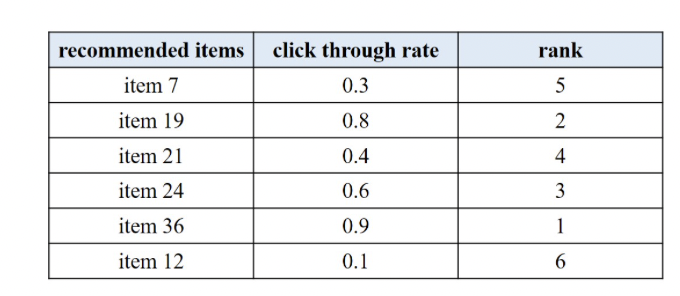 recommended items click through rate rank
item 7 0.3 5
item 19 0.8 2
item 21 0.4 4
item 24 0.6 3
item 36 0.9 1
item 12 0.1 6